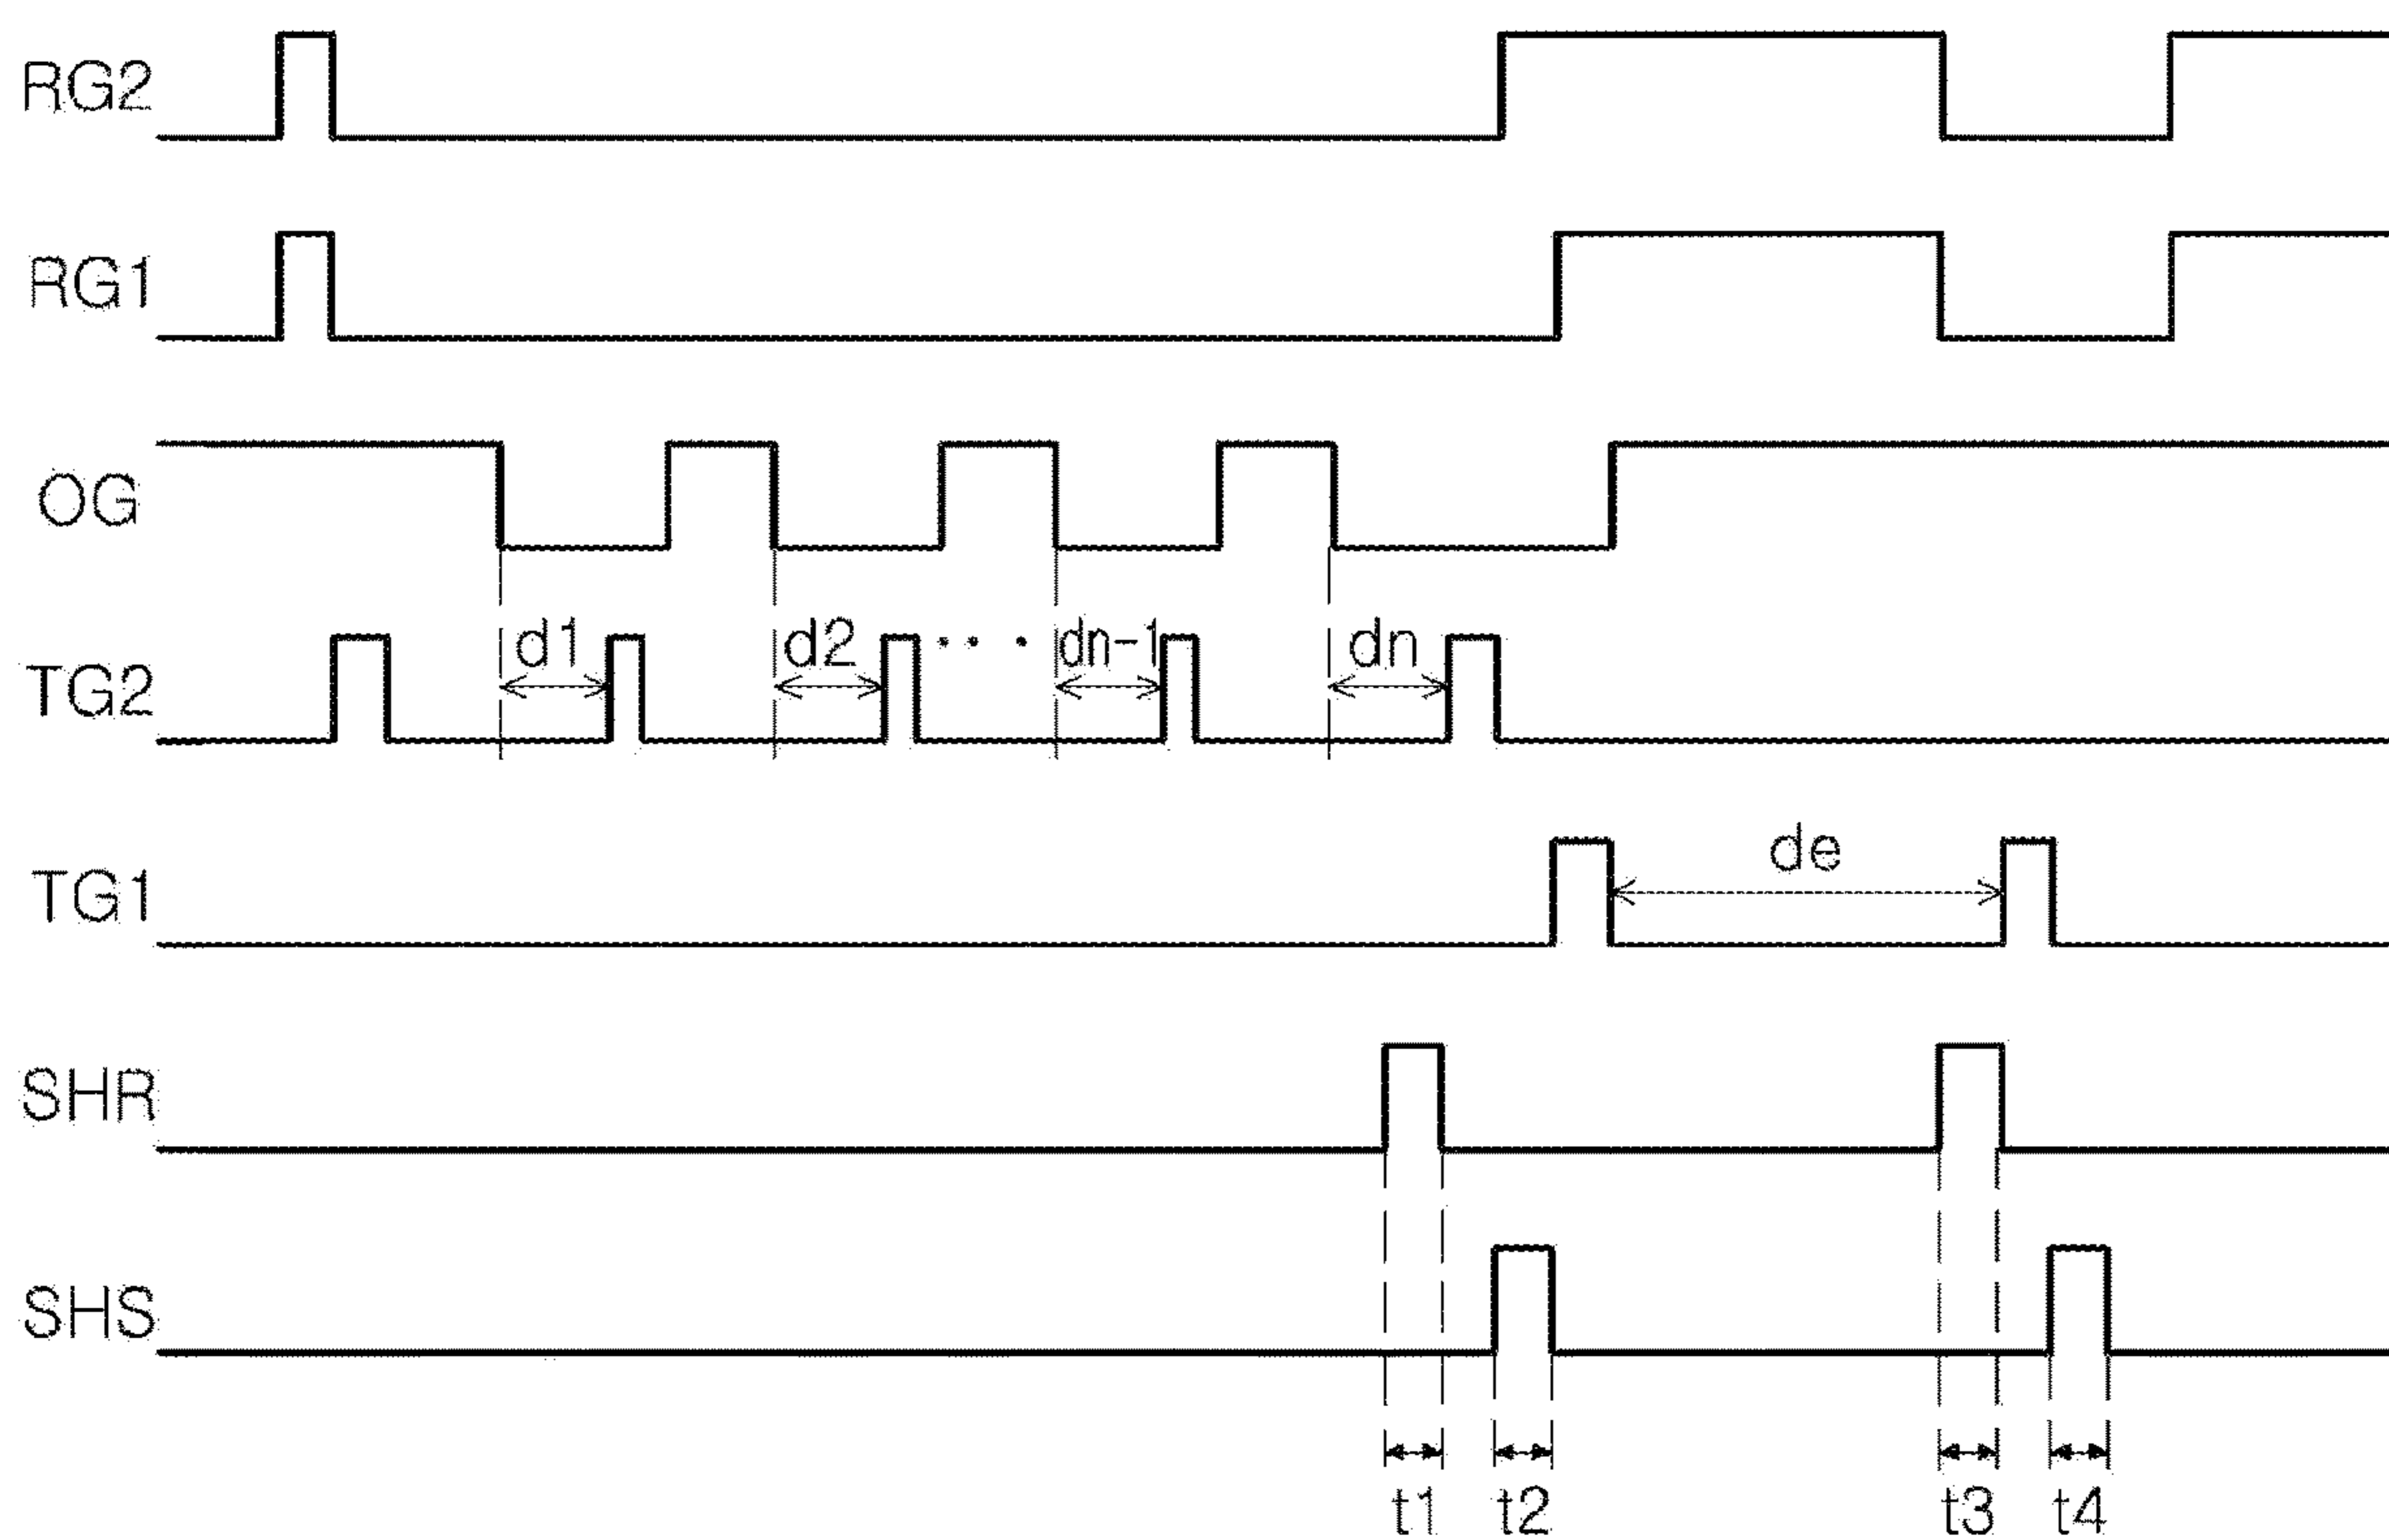 RG2
RG1
OG
TG2 d1 d2 ··· dn-1 dn
TG1 de
SHR
SHS
t1 t2 t3 t4